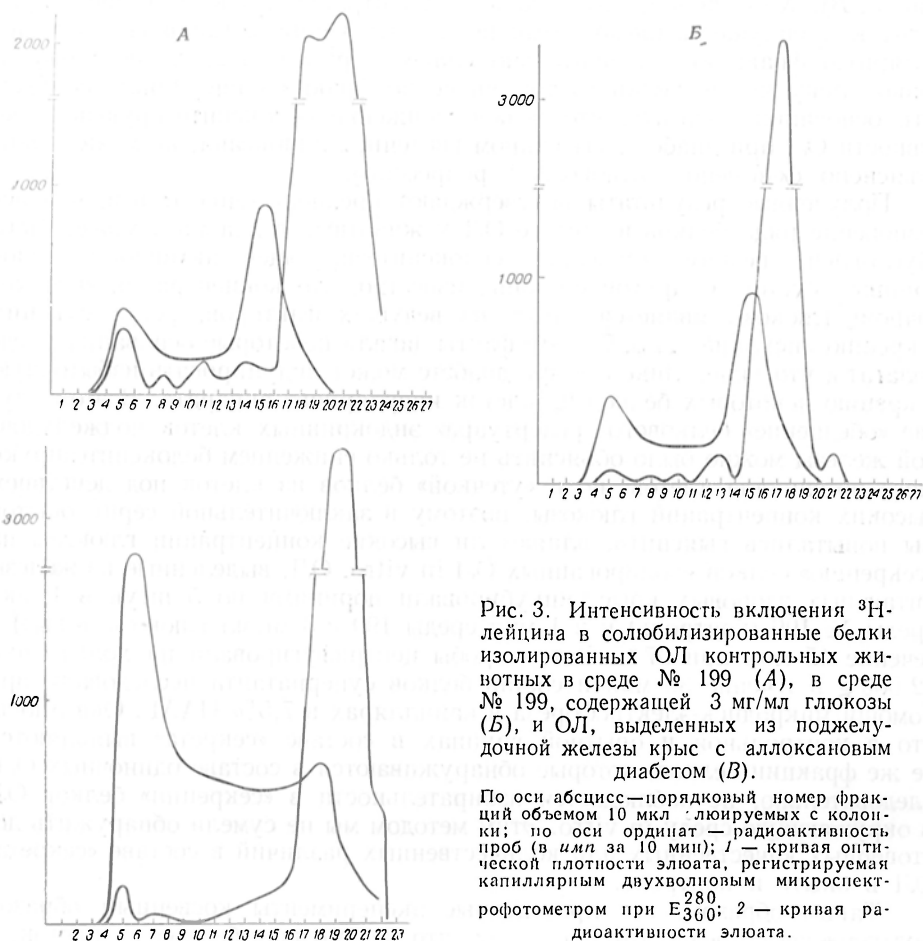 А
2000
1000
1 2 3 4 5 6 7 8 9 10 11 12 13 14 15 16 17 18 19 20 21 22 23 24 25 26 27
Б
3000
1000
1 2 3 4 5 6 7 8 9 10 11 12 13 14 15 16 17 18 19 20 21 22 23 24 25 26 27
3000
1000
2 3 4 5 6 7 8 9 10 11 12 13 14 15 16 17 18 19 20 21 22 23
Рис. 3. Интенсивность включения ³Н-
лейцина в солюбилизированные белки
изолированных ОЛ контрольных жи-
вотных в среде № 199 (А), в среде
№ 199, содержащей 3 мг/мл глюкозы
(Б), и ОЛ, выделенных из поджелу-
дочной железы крыс с аллоксановым
диабетом (В).
По оси абсцисс — порядковый номер фрак-
ций объемом 10 мкл, люируемых с колон-
ки; по оси ординат — радиоактивность
проб (в имп за 10 мин); 1 — кривая опти-
ческой плотности элюата, регистрируемая
капиллярным двухволновым микроспект-
рофотометром при Е 280/360; 2 — кривая ра-
диоактивности элюата.